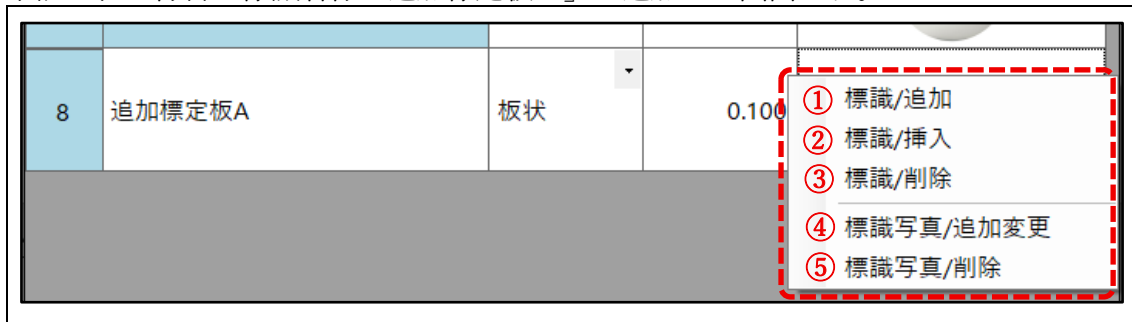 8 追加標定板A 板状 0.100
① 標識/追加
② 標識/挿入
③ 標識/削除
④ 標識写真/追加変更
⑤ 標識写真/削除